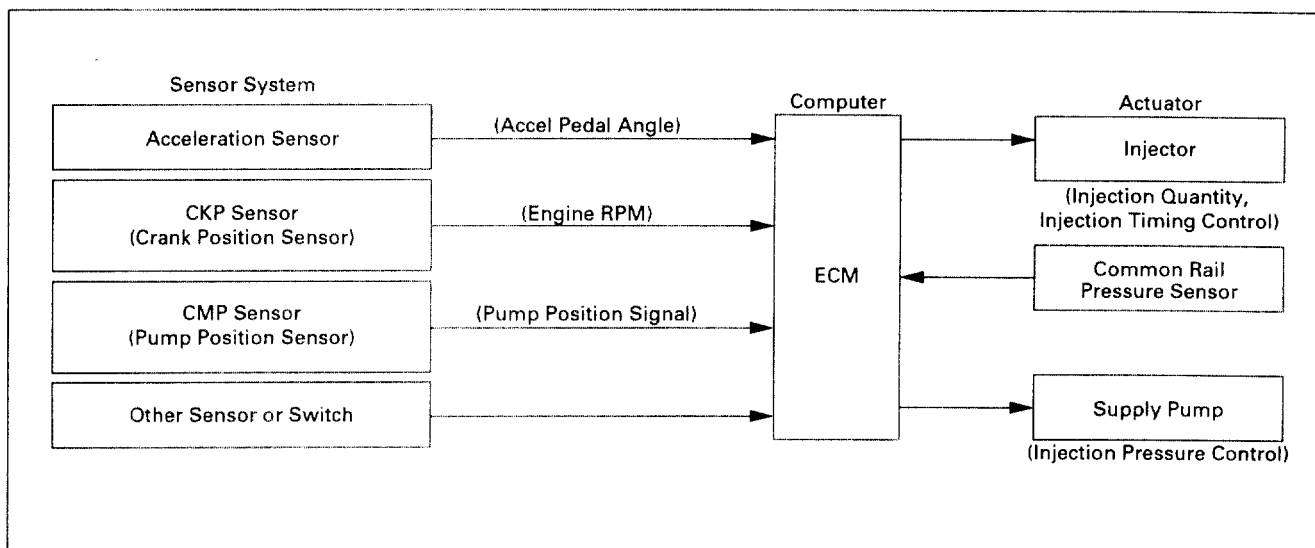 Sensor System
Acceleration Sensor
(Accel Pedal Angle)
CKP Sensor
(Crank Position Sensor)
(Engine RPM)
CMP Sensor
(Pump Position Sensor)
(Pump Position Signal)
Other Sensor or Switch
Computer
ECM
Actuator
Injector
(Injection Quantity,
Injection Timing Control)
Common Rail
Pressure Sensor
Supply Pump
(Injection Pressure Control)